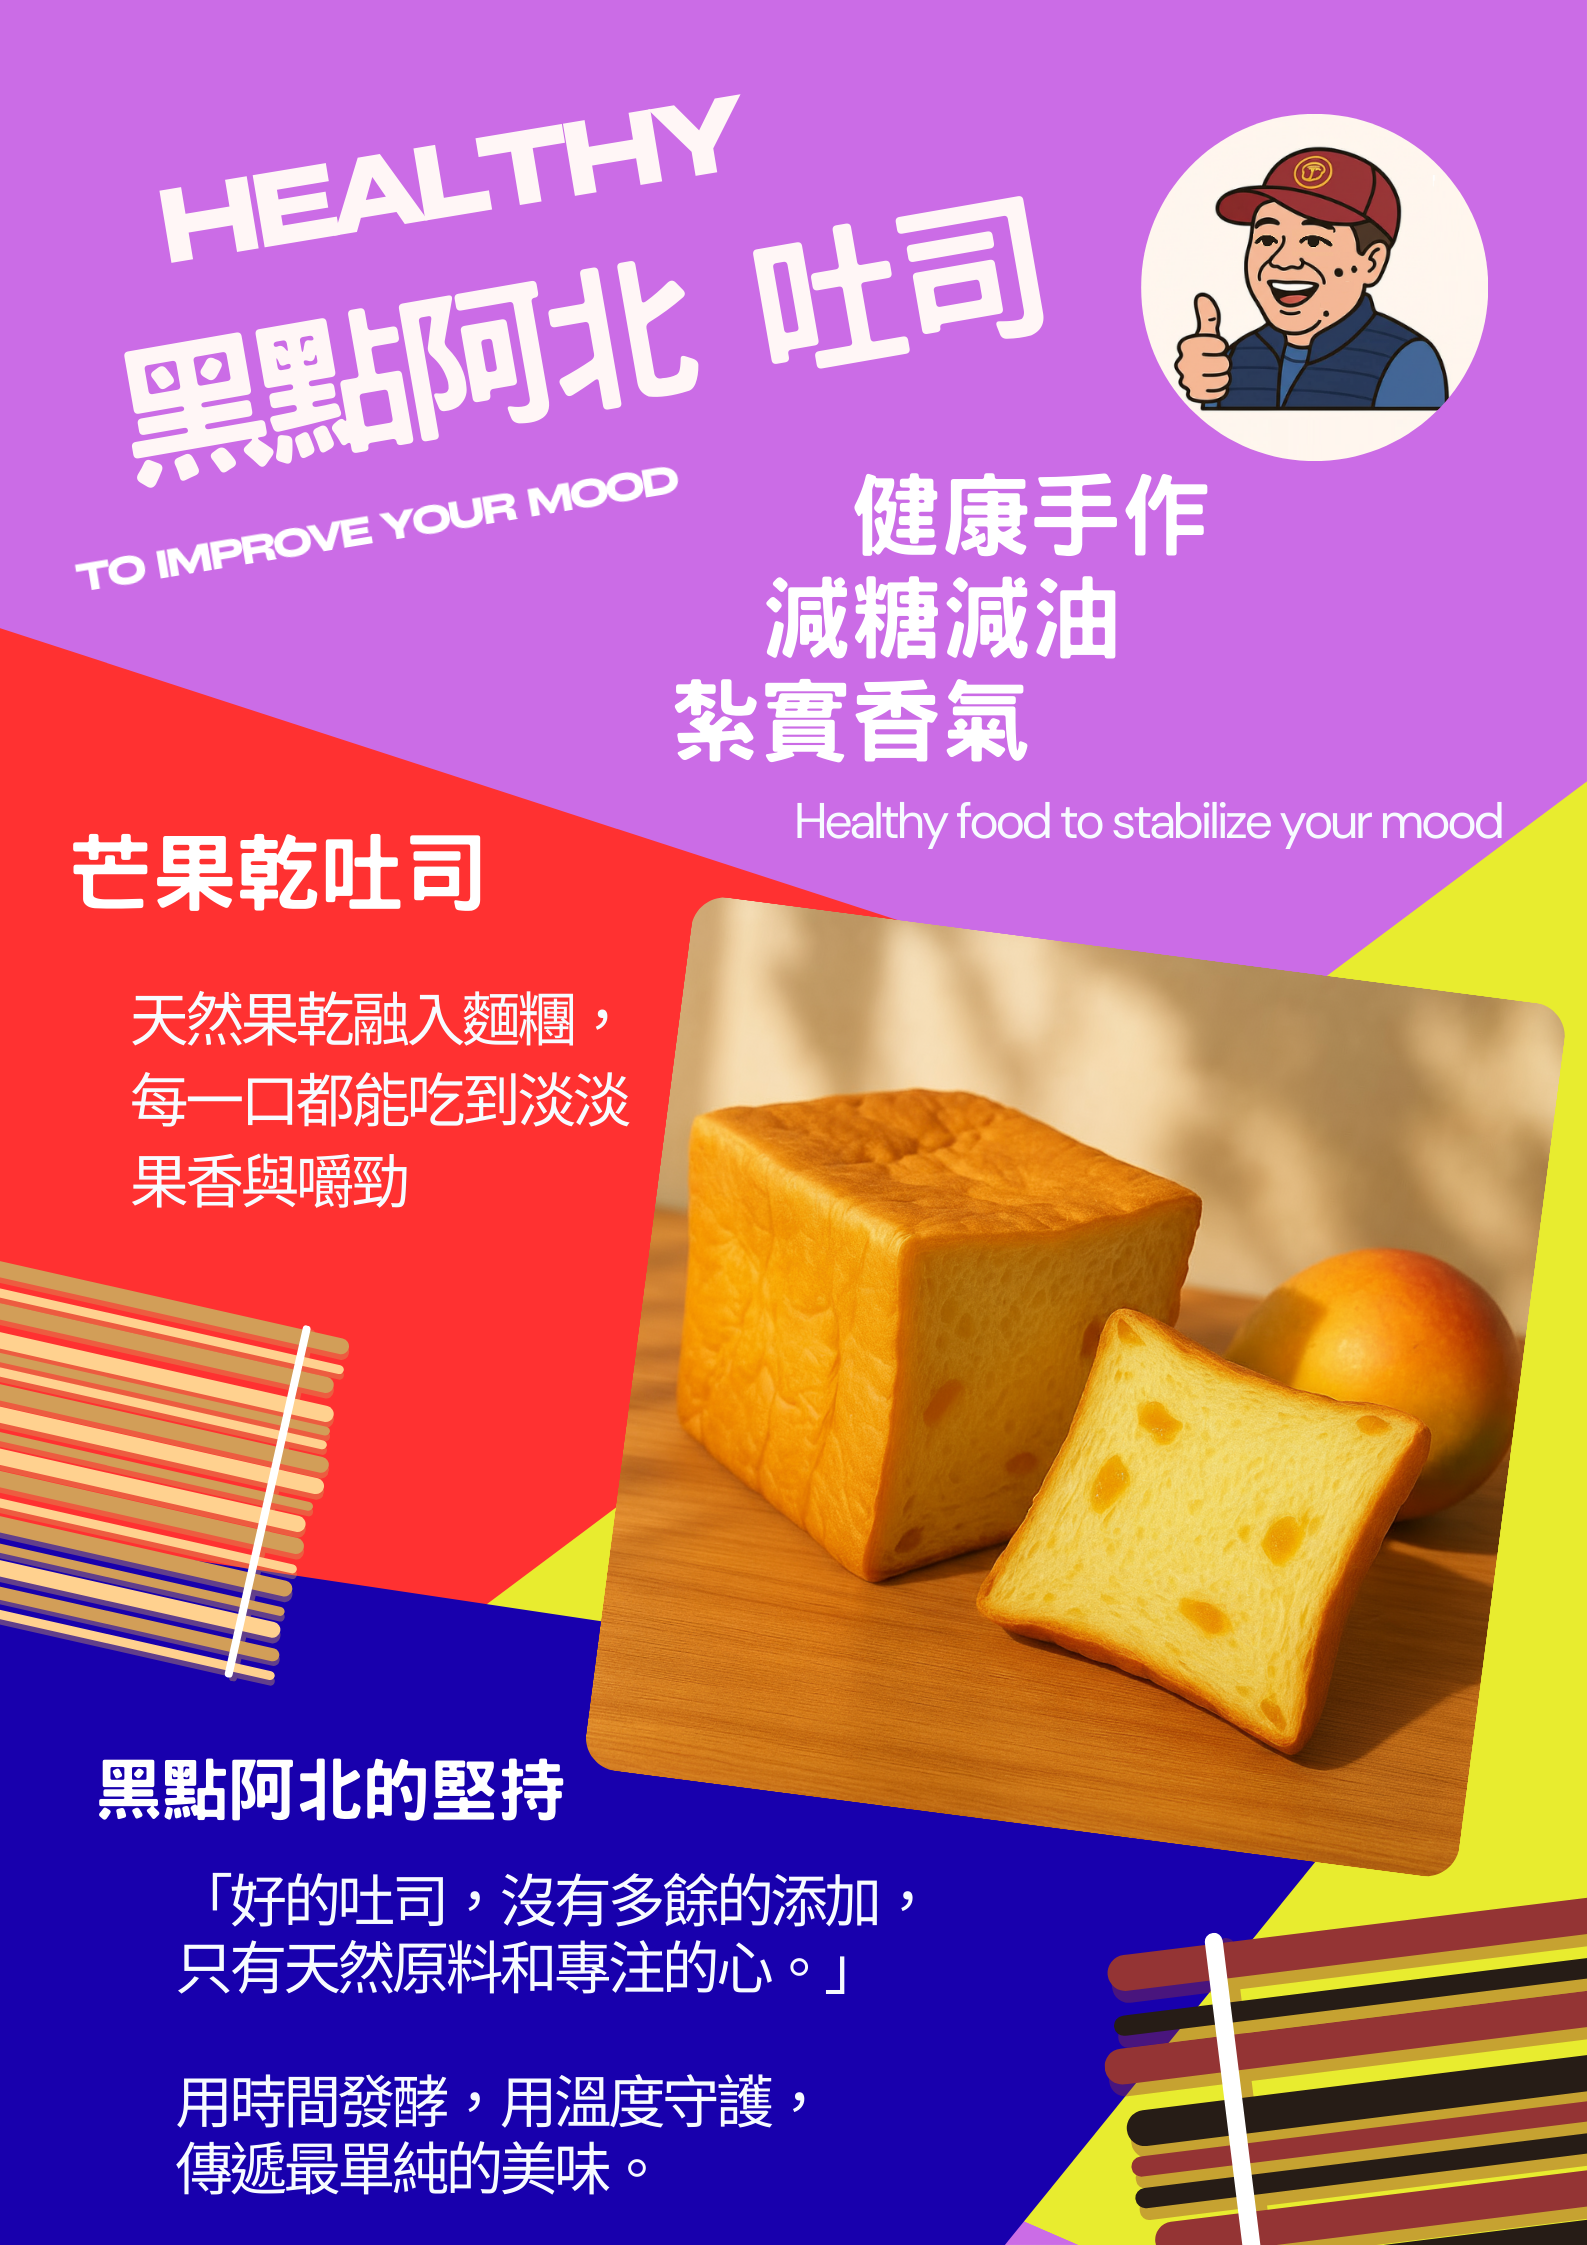 HEALTHY
黑點阿北 吐司
TO IMPROVE YOUR MOOD
健康手作
減糖減油
紮實香氣
Healthy food to stabilize your mood
芒果乾吐司
天然果乾融入麵糰，
每一口都能吃到淡淡
果香與嚼勁
黑點阿北的堅持
「好的吐司，沒有多餘的添加，
只有天然原料和專注的心。」
用時間發酵，用溫度守護，
傳遞最單純的美味。